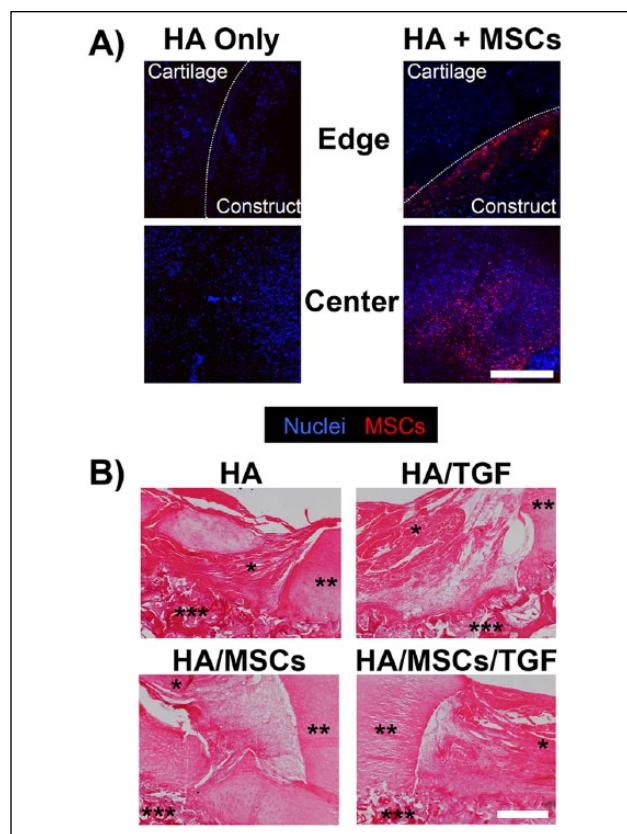 A)
HA Only
HA + MSCs
Cartilage
Cartilage
Edge
Construct
Construct
Center
Nuclei MSCs
B)
HA
HA/TGF
*
**
***
*
**
***
HA/MSCs
HA/MSCs/TGF
*
**
***
**
*
***